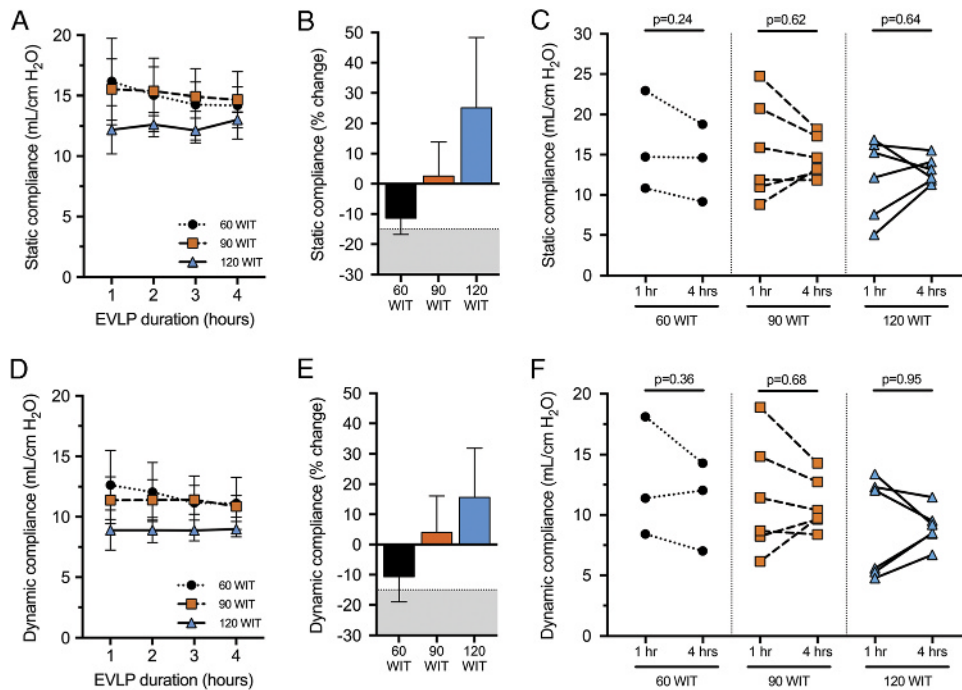 A
Static compliance (mL/cm H2O)
20
15
10
5
0
60 WIT
90 WIT
120 WIT
1 2 3 4
EVLP duration (hours)
B
Static compliance (% change)
50
40
30
20
10
0
-10
-20
-30
60 WIT
90 WIT
120 WIT
C
Static compliance (mL/cm H2O)
p=0.24 p=0.62 p=0.64
30
25
20
15
10
5
0
1 hr 4 hrs 1 hr 4 hrs 1 hr 4 hrs
60 WIT 90 WIT 120 WIT
D
Dynamic compliance (mL/cm H2O)
20
15
10
5
0
60 WIT
90 WIT
120 WIT
1 2 3 4
EVLP duration (hours)
E
Dynamic compliance (% change)
50
40
30
20
10
0
-10
-20
-30
60 WIT
90 WIT
120 WIT
F
Dynamic compliance (mL/cm H2O)
p=0.36 p=0.68 p=0.95
20
15
10
5
0
1 hr 4 hrs 1 hr 4 hrs 1 hr 4 hrs
60 WIT 90 WIT 120 WIT